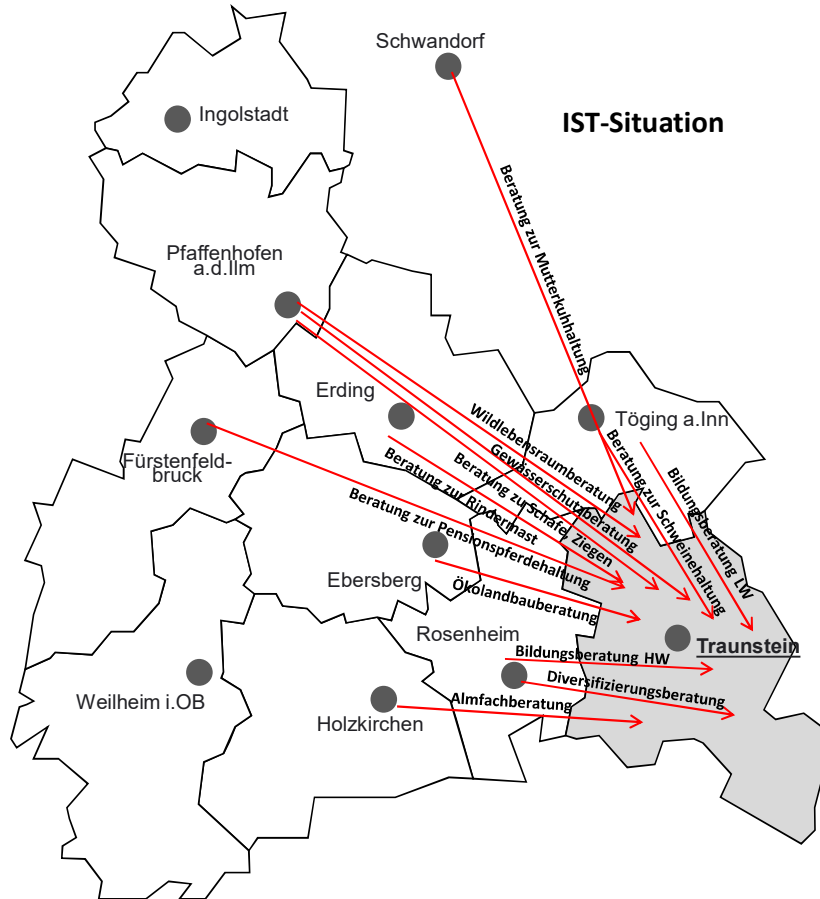 Schwandorf
IST-Situation
Ingolstadt
Pfaffenhofen
a.d.Ilm
Beratung zur Mutterkuhhaltung
Erding
Töging a.Inn
Fürstenfeld-
bruck
Wildlebensraumberatung
Gewässerschutzberatung
Beratung zu Schafe, Ziegen
Beratung zur Rindermast
Beratung zur Pensionspferdehaltung
Beratung zur Schweinehaltung
Bildungsberatung LW
Ebersberg
Ökolandbauberatung
Rosenheim
Traunstein
Bildungsberatung HW
Diversifizierungsberatung
Weilheim i.OB
Holzkirchen
Almfachberatung